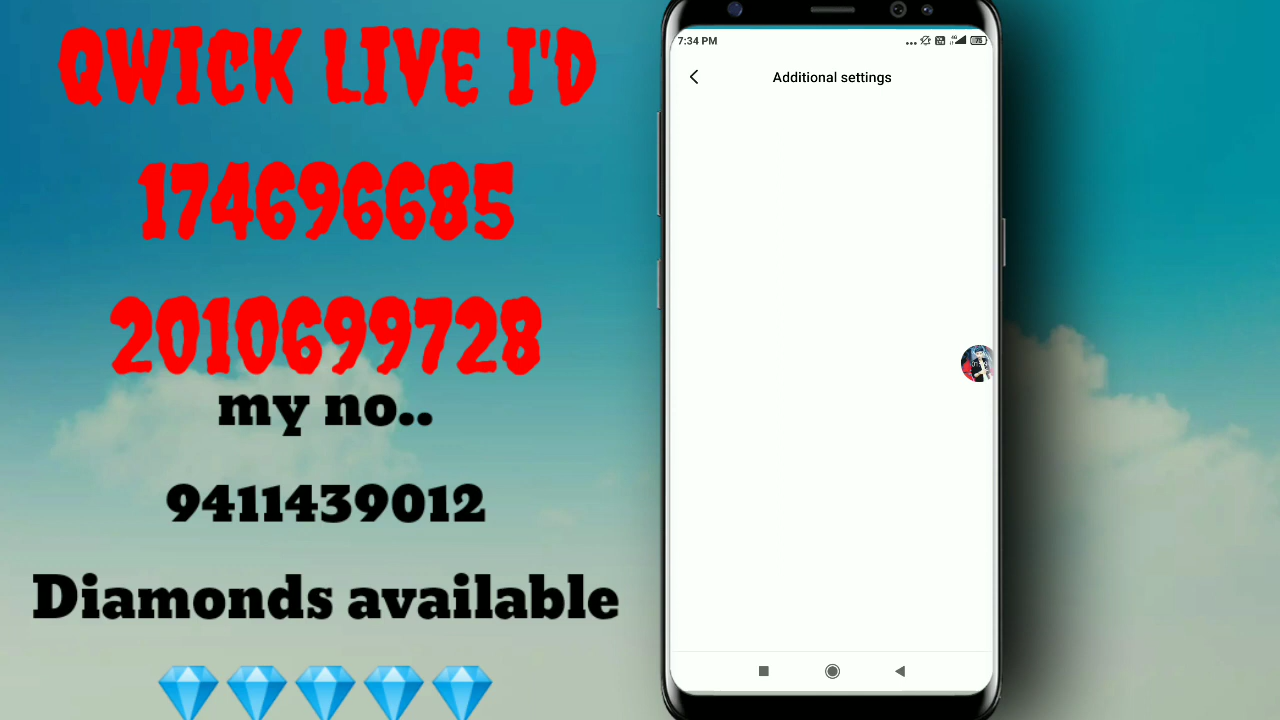 QWICK LIVE I'D
174696685
2010699728
my no..
9411439012
Diamonds available
7:34 PM
Additional settings